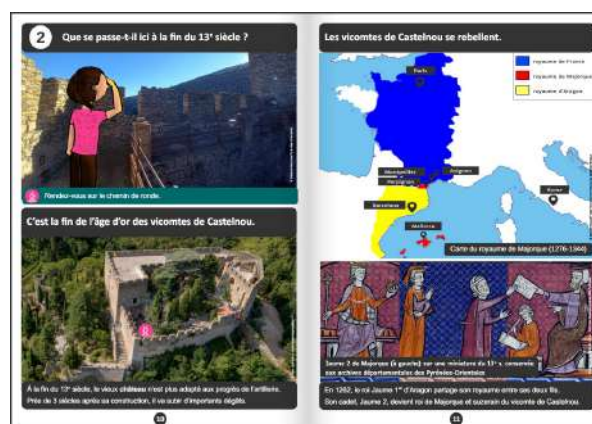 2
Que se passe-t-il ici à la fin du 13e siècle ?
2 Rendez-vous sur le chemin de ronde.
C'est la fin de l'âge d'or des vicomtes de Castelnou.
R
À la fin du 13e siècle, le vieux château n'est plus adapté aux progrès de l'artillerie.
Près de 3 siècles après sa construction, il va subir d'importants dégâts.
10
Les vicomtes de Castelnou se rebellent.
royaume de France
royaume de Majorque
royaume d'Aragon
Paris
Montpellier
Avignon
Perpignan
Rome
Barcelone
Carte du royaume de Majorque (1276-1344)
Jaume 2 de Majorque (à gauche) sur une miniature du 13e s. conservée
aux archives départementales des Pyrénées-Orientales
En 1262, le roi Jaume 1er d'Aragon partage son royaume entre ses deux fils.
Son cadet, Jaume 2, devient roi de Majorque et suzerain du vicomte de Castelnou.
11